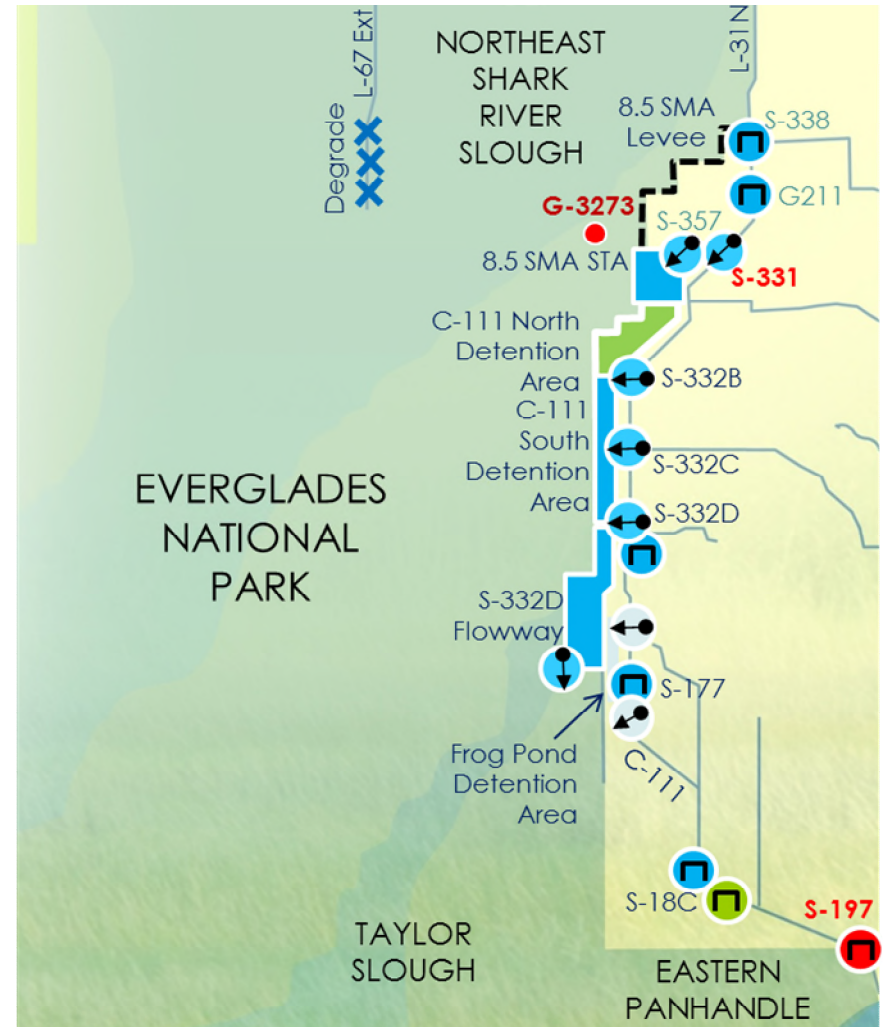 L-67 Ext
Degrade
NORTHEAST
SHARK
RIVER
SLOUGH
L-31N
8.5 SMA
Levee
S-338
G211
G-3273
S-357
8.5 SMA STA
S-331
C-111 North
Detention
Area
S-332B
C-111
South
Detention
Area
S-332C
S-332D
EVERGLADES
NATIONAL
PARK
S-332D
Flowway
S-177
Frog Pond
Detention
Area
C-111
S-18C
S-197
TAYLOR
SLOUGH
EASTERN
PANHANDLE